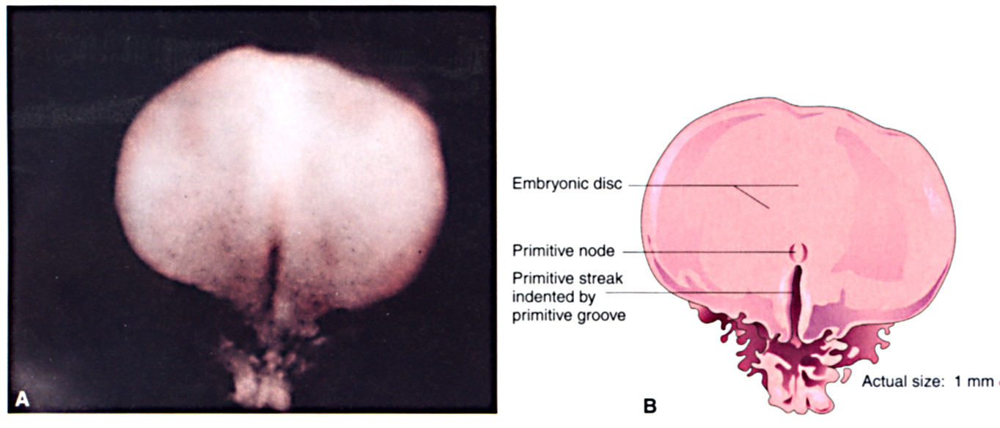 A
Embryonic disc
Primitive node
Primitive streak
indented by
primitive groove
B
Actual size: 1 mm